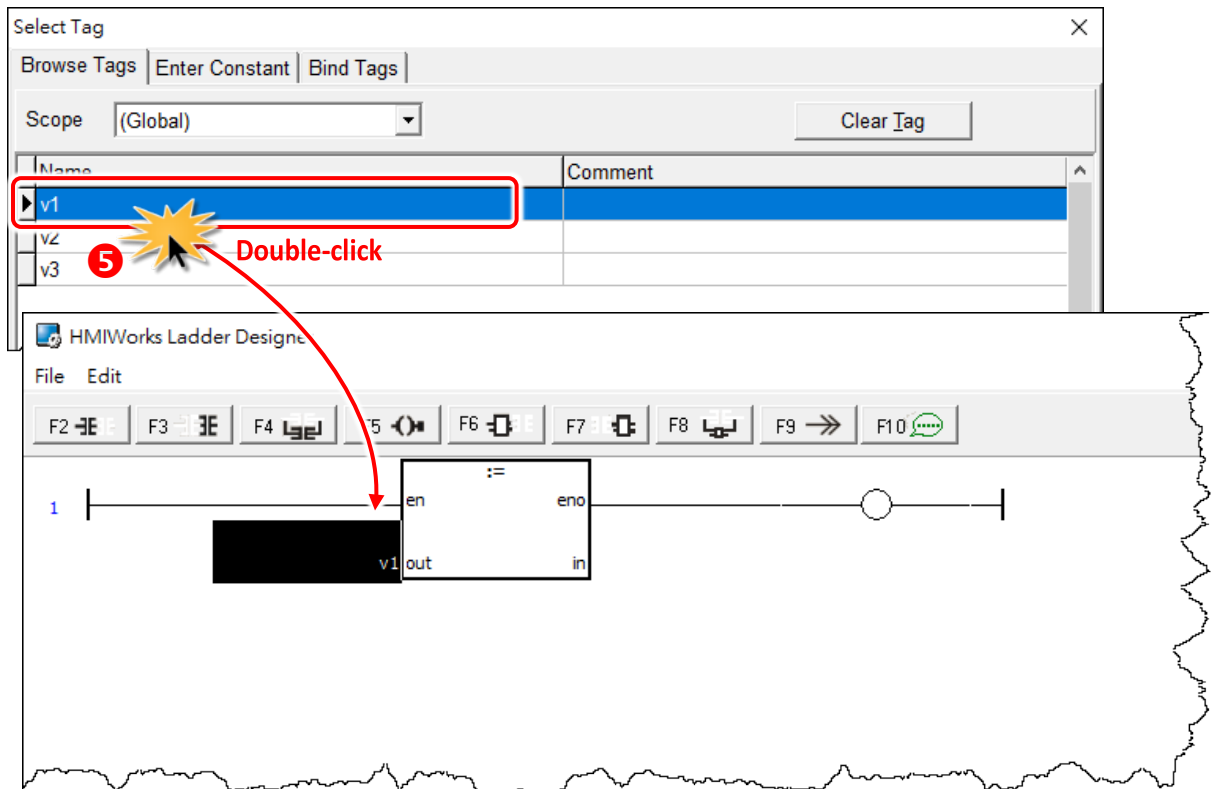 Select Tag
Browse Tags Enter Constant Bind Tags
Scope (Global) Clear Tag
Name Comment
v1
v2
5 Double-click
v3
HMIWorks Ladder Designe
File Edit
F2 F3 F4 F5 F6 F7 F8 F9 F10
:=
1 en eno
v1 out in